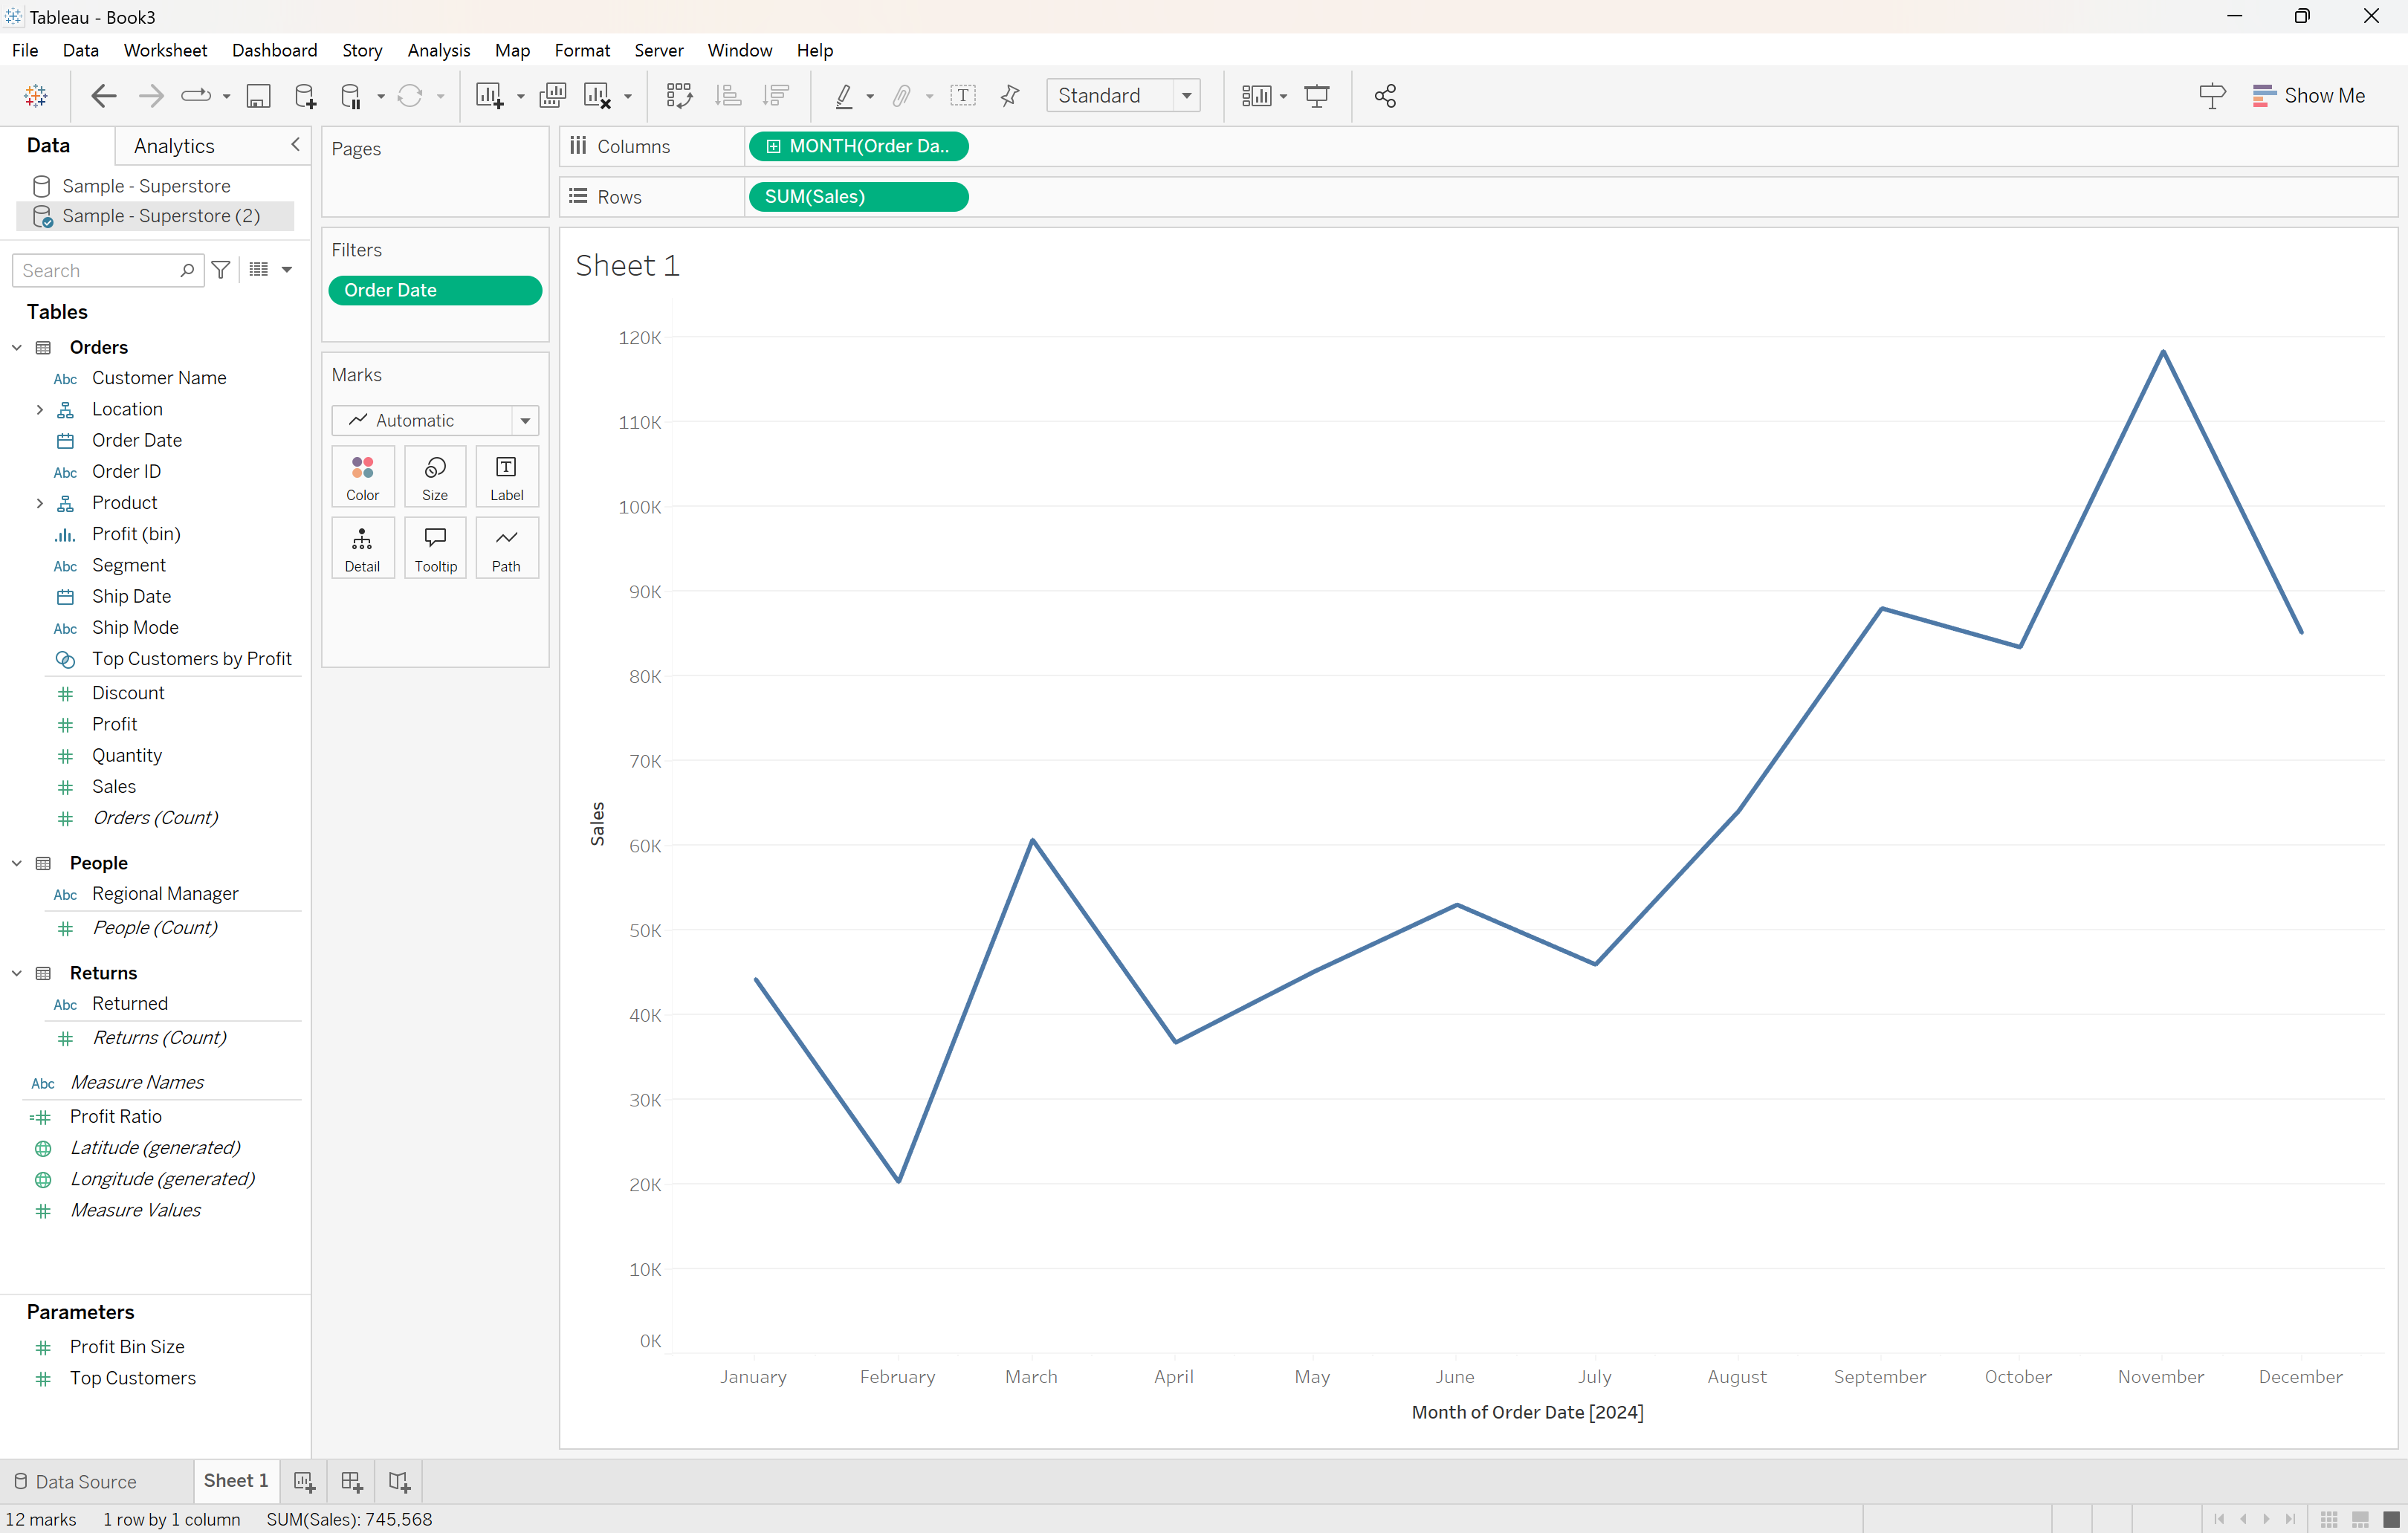 Tableau - Book3
File Data Worksheet Dashboard Story Analysis Map Format Server Window Help
Standard
Show Me
Data Analytics
Sample - Superstore
Sample - Superstore (2)
Search
Tables
Orders
Abc Customer Name
Location
Order Date
Abc Order ID
Product
Profit (bin)
Abc Segment
Ship Date
Abc Ship Mode
Top Customers by Profit
Discount
Profit
Quantity
Sales
Orders (Count)
People
Abc Regional Manager
People (Count)
Returns
Abc Returned
Returns (Count)
Abc Measure Names
Profit Ratio
Latitude (generated)
Longitude (generated)
Measure Values
Parameters
Profit Bin Size
Top Customers
Pages
Filters
Order Date
Marks
Automatic
Color Size Label
Detail Tooltip Path
Columns MONTH(Order Da..
Rows SUM(Sales)
Sheet 1
120K
110K
100K
90K
80K
70K
60K
50K
40K
30K
20K
10K
0K
Sales
January February March April May June July August September October November December
Month of Order Date [2024]
Data Source Sheet 1
12 marks 1 row by 1 column SUM(Sales): 745,568